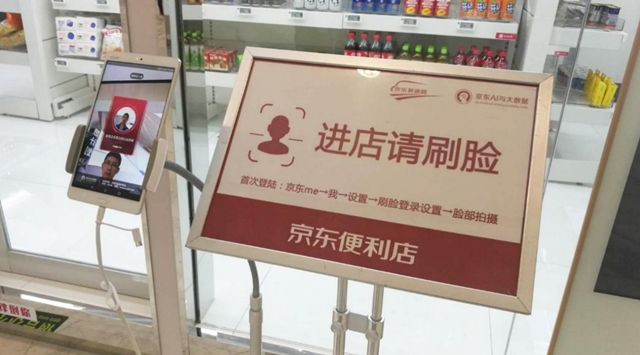 京东AI与大数据
进店请刷脸
首次登陆：京东me→我→设置→刷脸登录设置→脸部拍摄
京东便利店